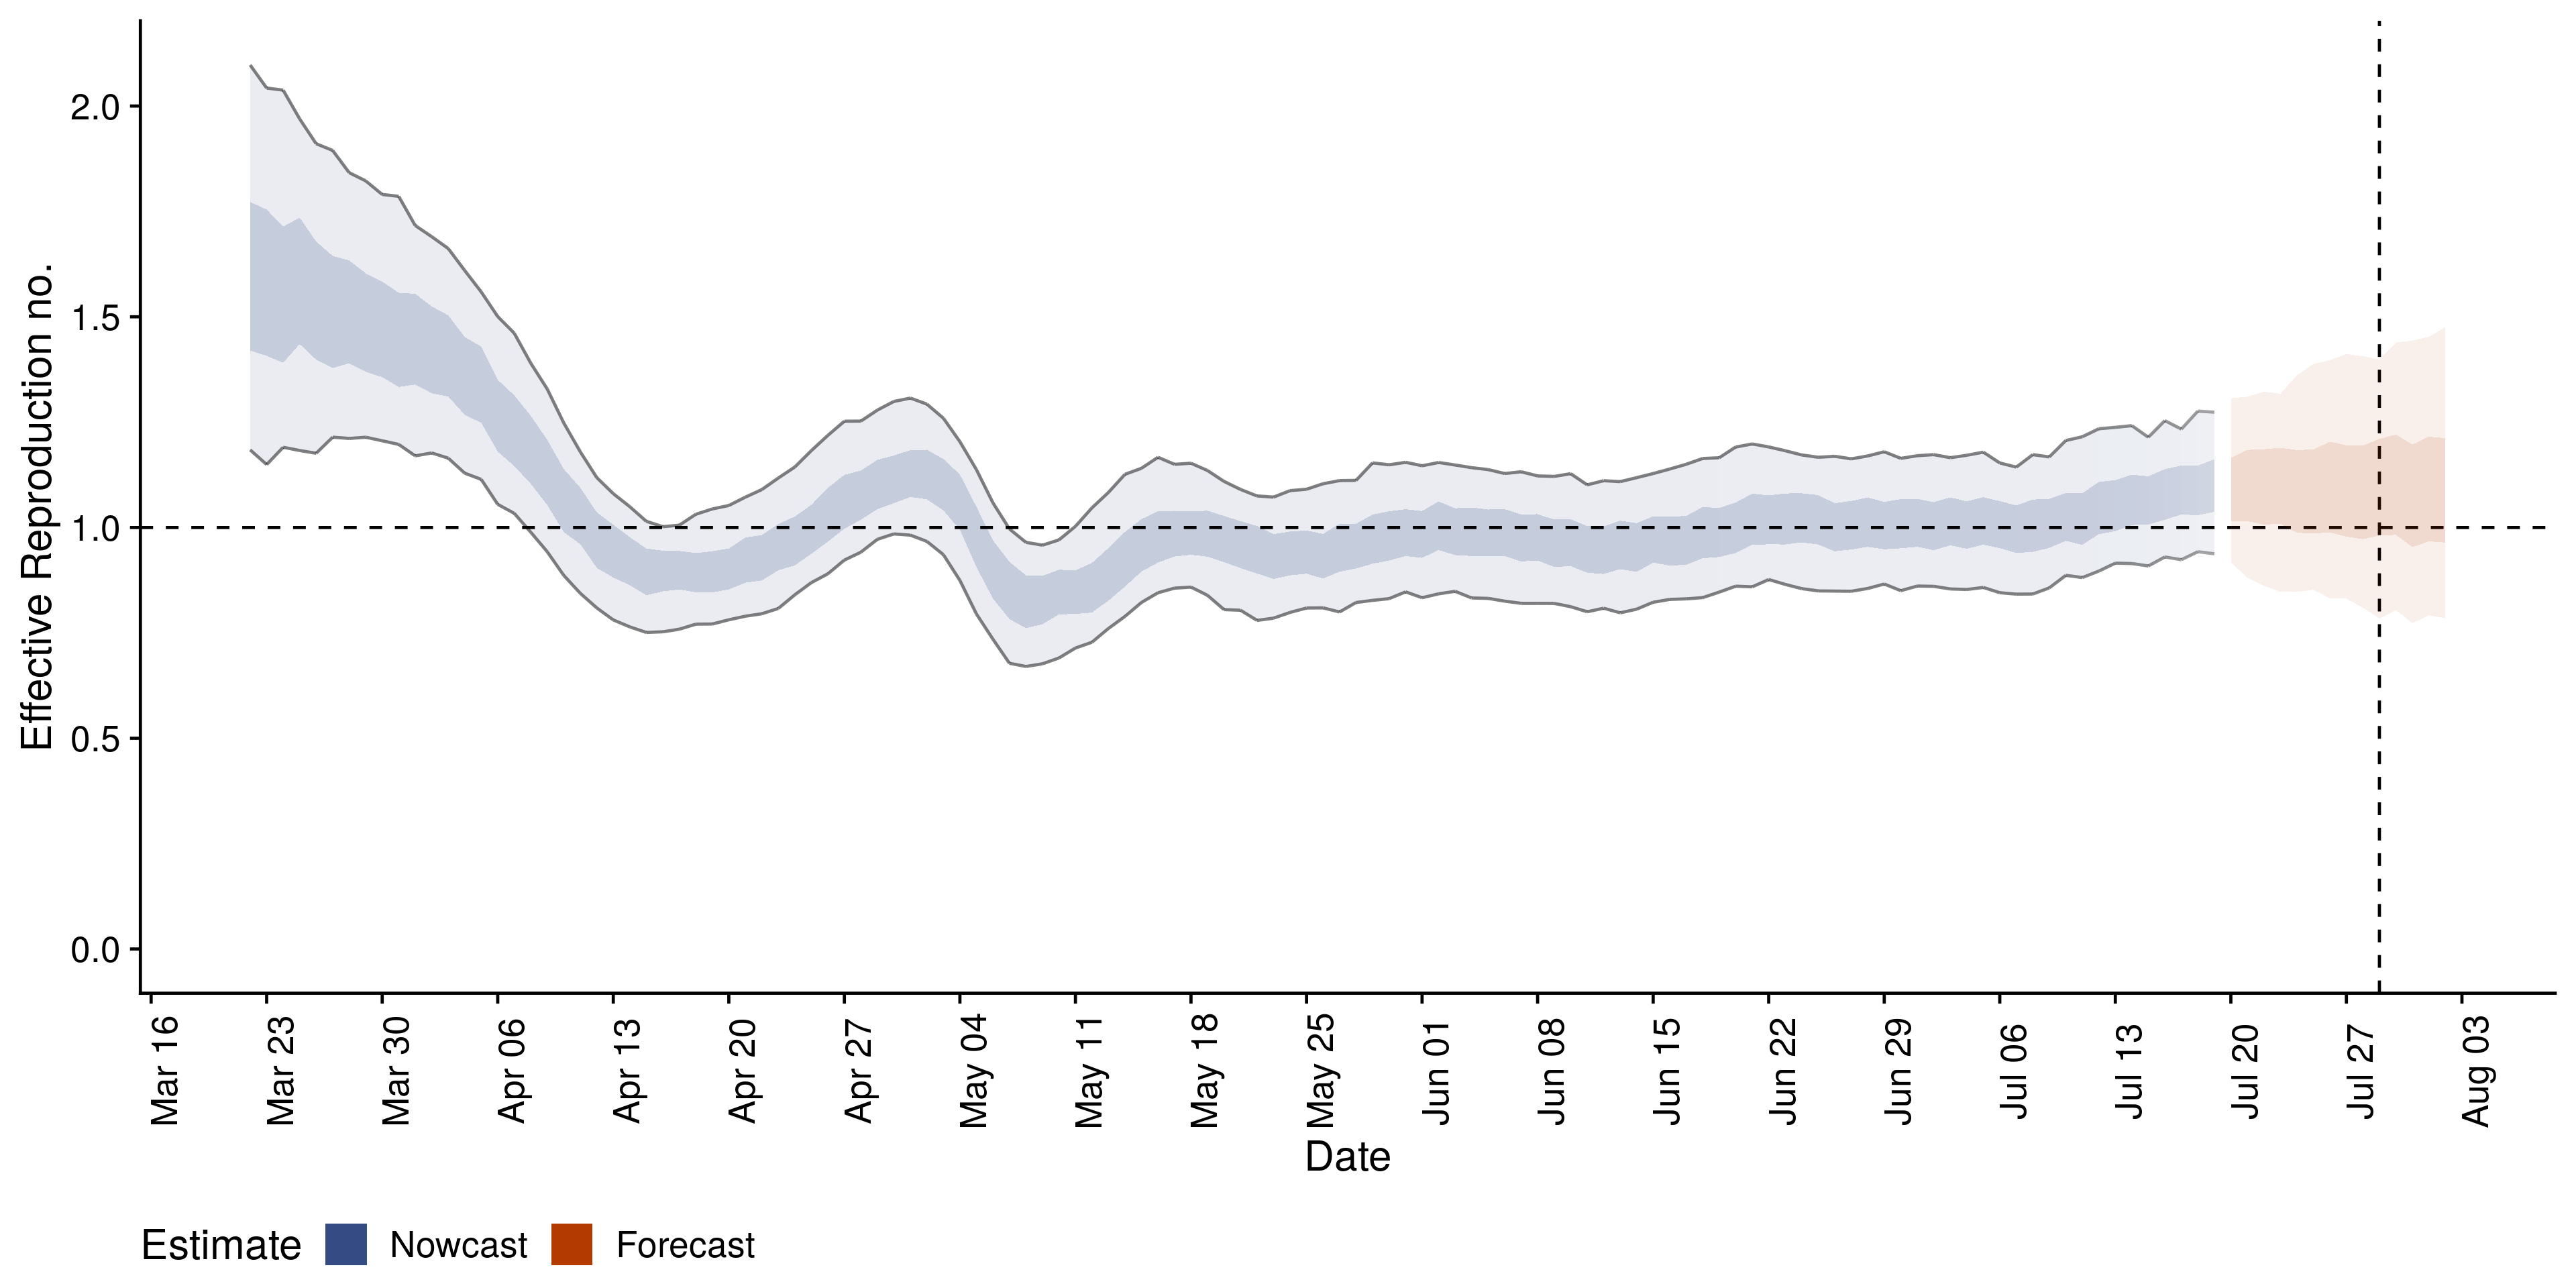 Effective Reproduction no.
2.0
1.5
1.0
0.5
0.0
Mar 16
Mar 23
Mar 30
Apr 06
Apr 13
Apr 20
Apr 27
May 04
May 11
May 18
May 25
Jun 01
Jun 08
Jun 15
Jun 22
Jun 29
Jul 06
Jul 13
Jul 20
Jul 27
Aug 03
Date
Estimate Nowcast Forecast